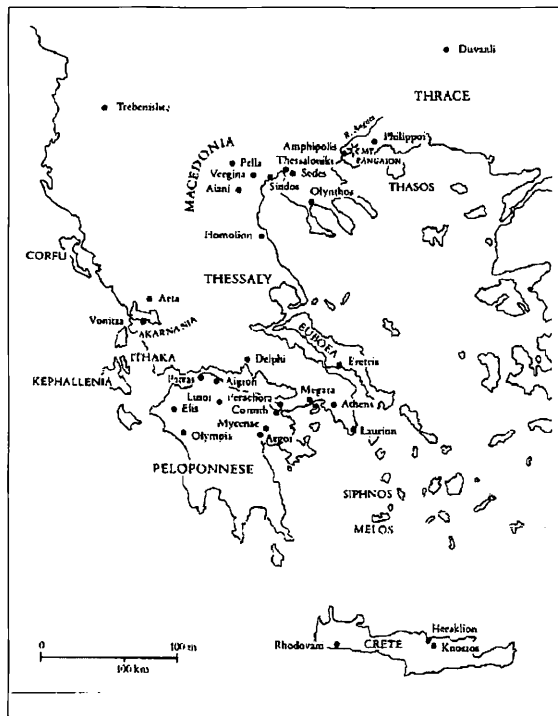 Duvanli
THRACE
Trebenishte
R. Angites
Philippoi
Amphipolis
MT.
PANGAION
MACEDONIA
Pella
Thessaloniki
Vergina
Sedes
Sindos
Aiani
THASOS
Olynthos
Homolion
CORFU
THESSALY
Arta
Vonitsa
AKARNANIA
EUBOEA
ITHAKA
Delphi
Eretria
KEPHALLENIA
Patras
Aigion
Megara
Lusoi
Perachora
Athens
Elis
Corinth
Mycenae
Laurion
Olympia
Argos
PELOPONNESE
SIPHNOS
MELOS
Heraklion
Rhodovani
CRETE
Knossos
0
100 m
100 km